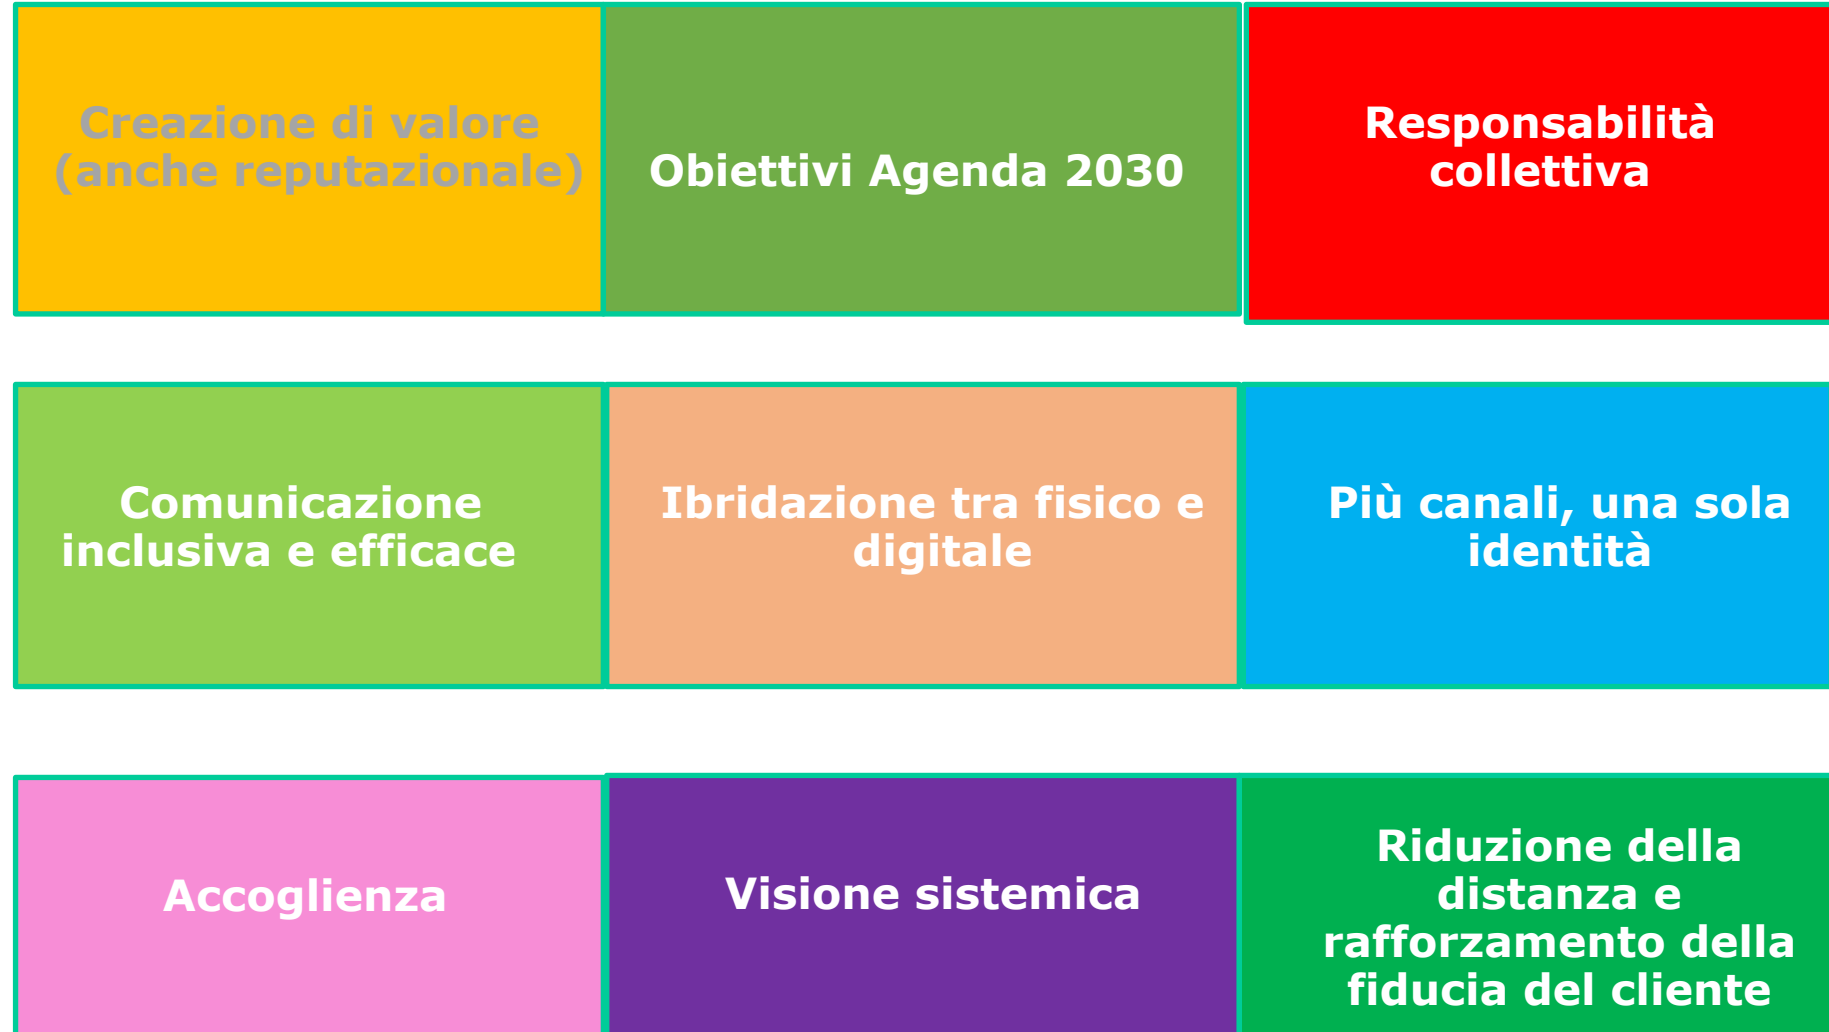 Creazione di valore
(anche reputazionale)
Obiettivi Agenda 2030
Responsabilità
collettiva
Comunicazione
inclusiva e efficace
Ibridazione tra fisico e
digitale
Più canali, una sola
identità
Accoglienza
Visione sistemica
Riduzione della
distanza e
rafforzamento della
fiducia del cliente